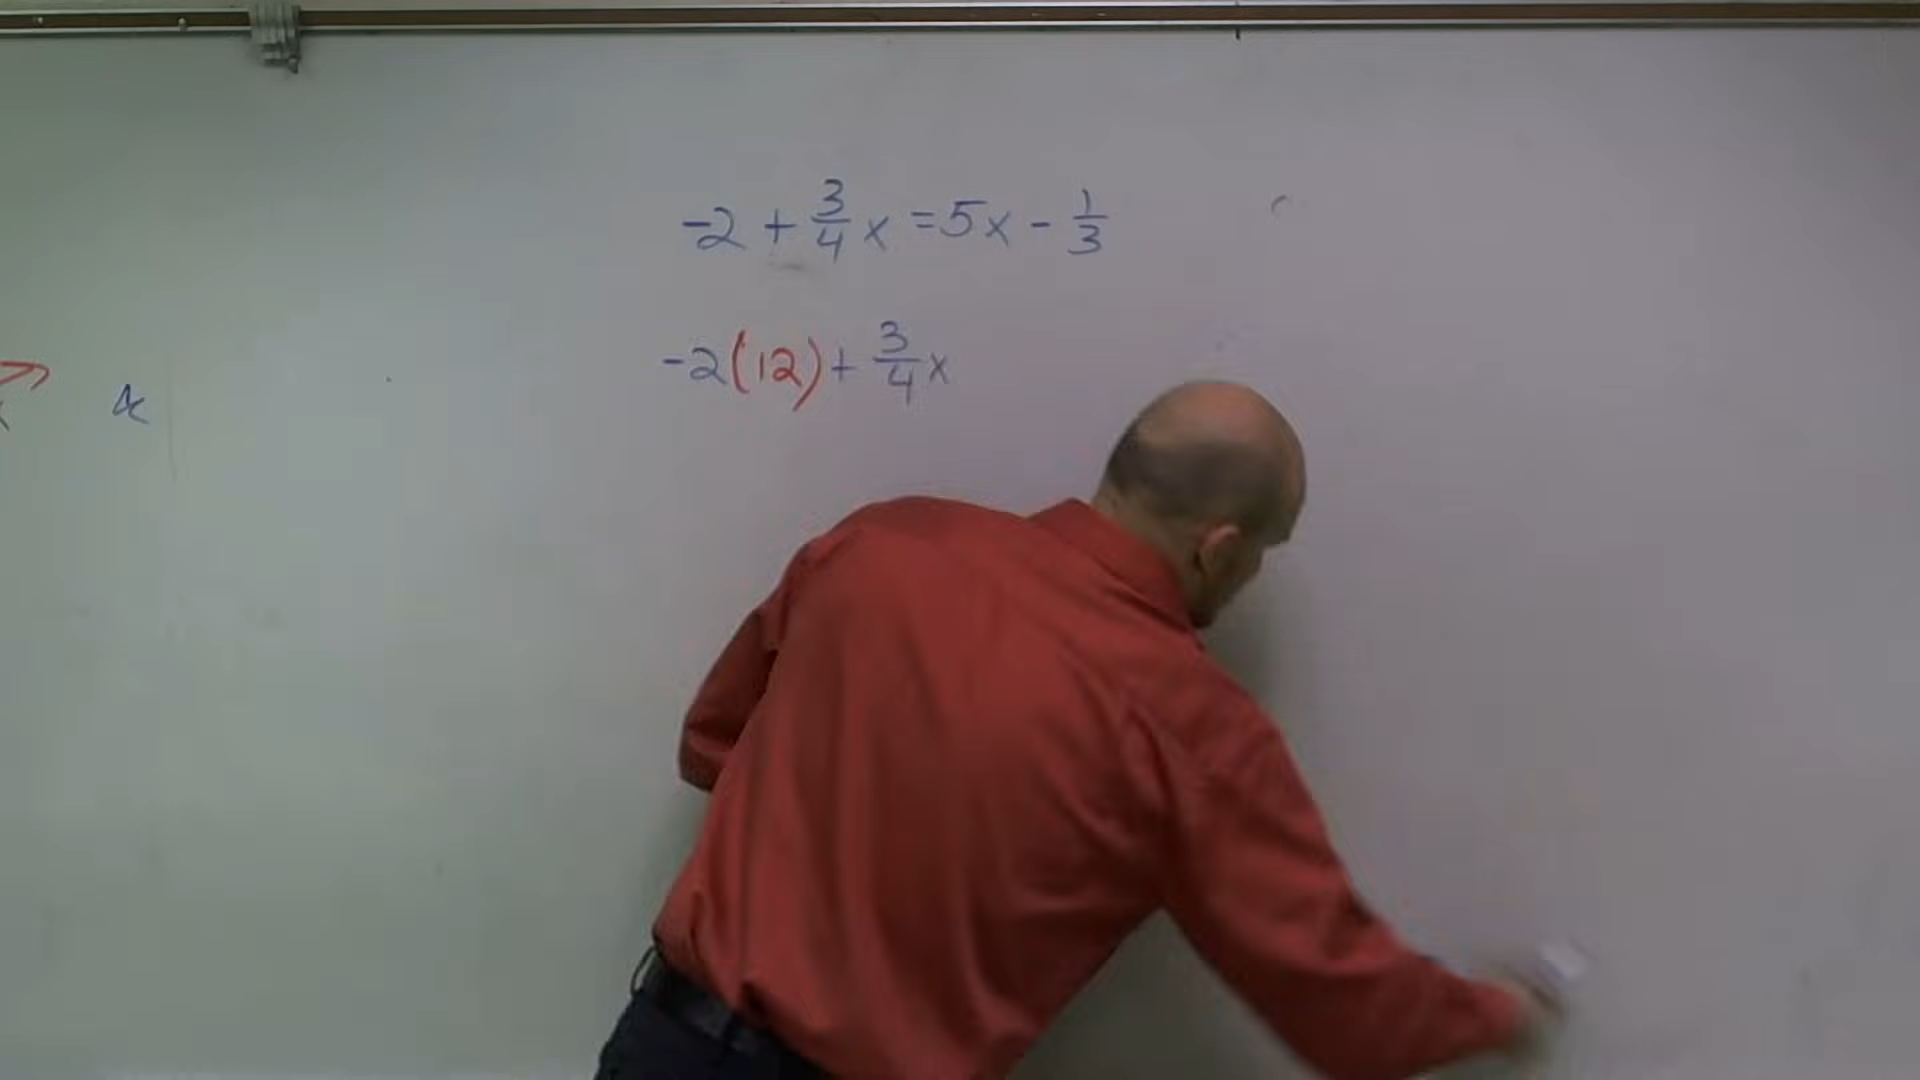 -2 + 3/4 x = 5x - 1/3
-2(12) + 3/4 x